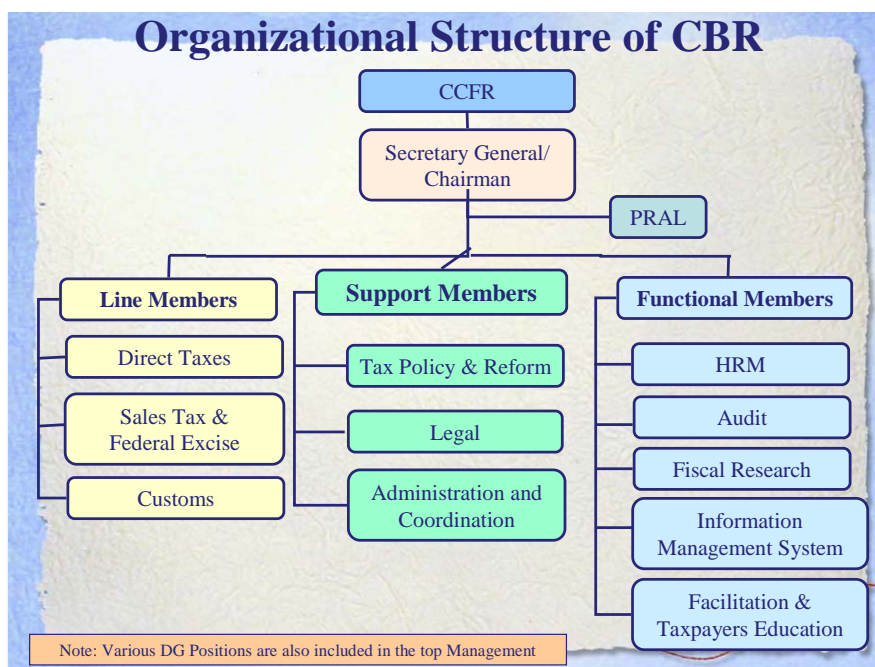 Organizational Structure of CBR
CCFR
Secretary General/
Chairman
PRAL
Line Members
Direct Taxes
Sales Tax &
Federal Excise
Customs
Support Members
Tax Policy & Reform
Legal
Administration and
Coordination
Functional Members
HRM
Audit
Fiscal Research
Information
Management System
Facilitation &
Taxpayers Education
Note: Various DG Positions are also included in the top Management